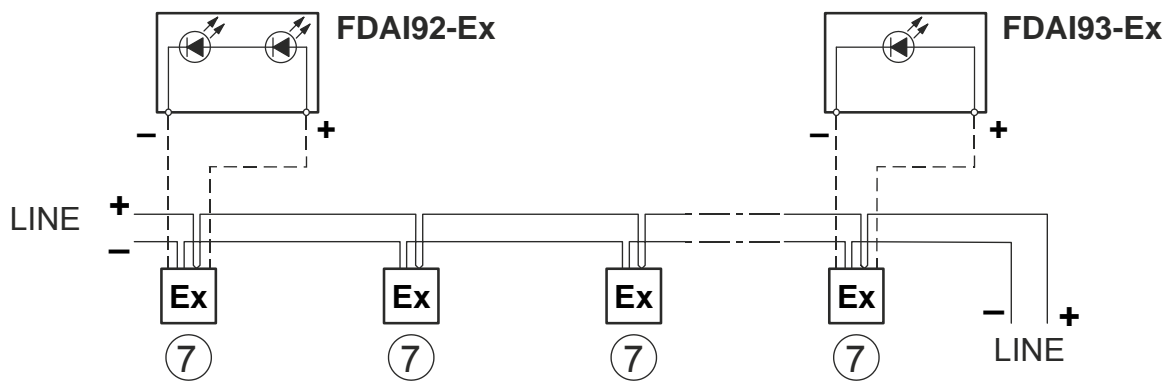 FDAI92-Ex
FDAI93-Ex
– +
– +
LINE + –
Ex Ex Ex Ex
– +
LINE
7 7 7 7